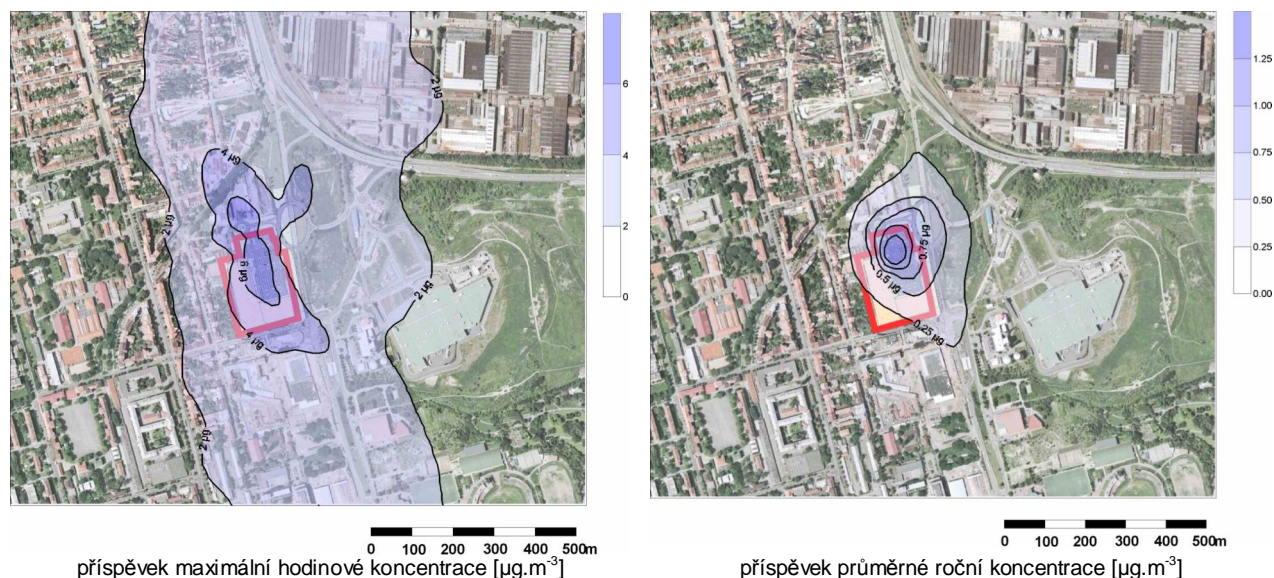 6
4
2
0
2 µg
4 µg
2 µg
6 µg
2 µg
4 µg
2 µg
0 100 200 300 400 500m
příspěvek maximální hodinové koncentrace [µg.m-3]
1.25
1.00
0.75
0.50
0.25
0.00
0.75 µg
0.5 µg
0.25 µg
0 100 200 300 400 500m
příspěvek průměrné roční koncentrace [µg.m-3]